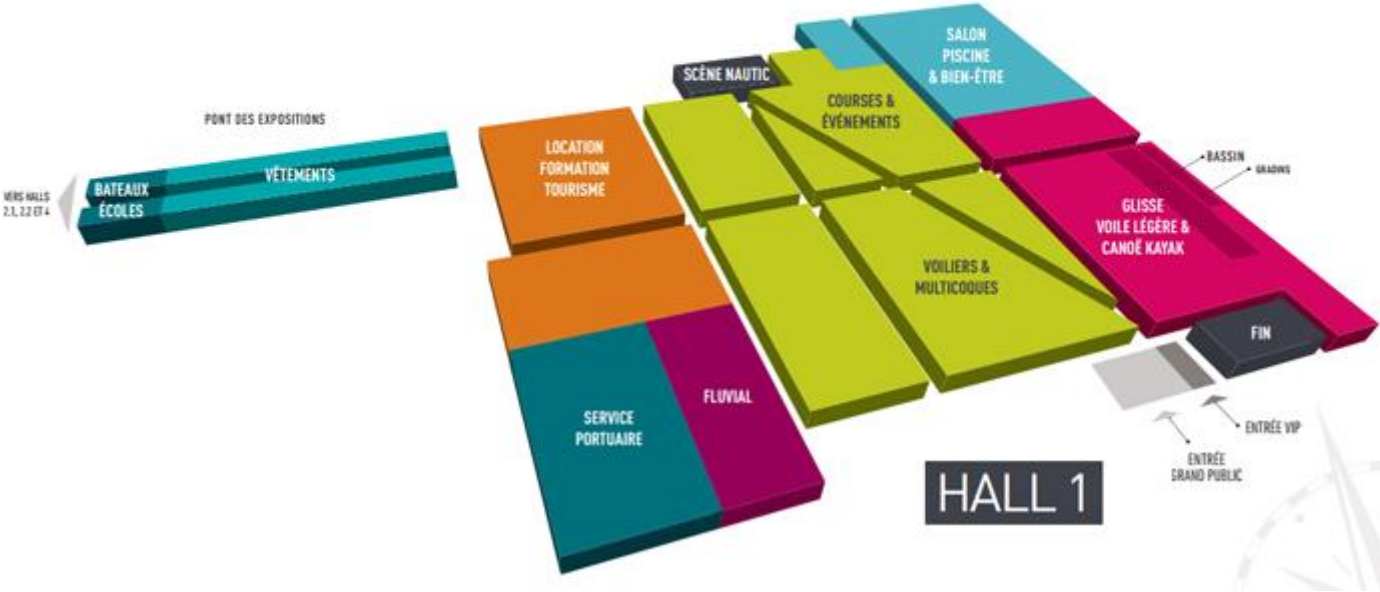 PONT DES EXPOSITIONS
VERS HALLS
2.1, 2.2 ET 4
BATEAUX
ÉCOLES
VÊTEMENTS
LOCATION
FORMATION
TOURISME
SCÈNE NAUTIC
COURSES &
ÉVÉNEMENTS
SALON
PISCINE
& BIEN-ÊTRE
BASSIN
GRADINS
GLISSE
VOILE LÉGÈRE &
CANOË KAYAK
VOILIERS &
MULTICOQUES
FIN
SERVICE
PORTUAIRE
FLUVIAL
ENTRÉE VIP
ENTRÉE
GRAND PUBLIC
HALL 1